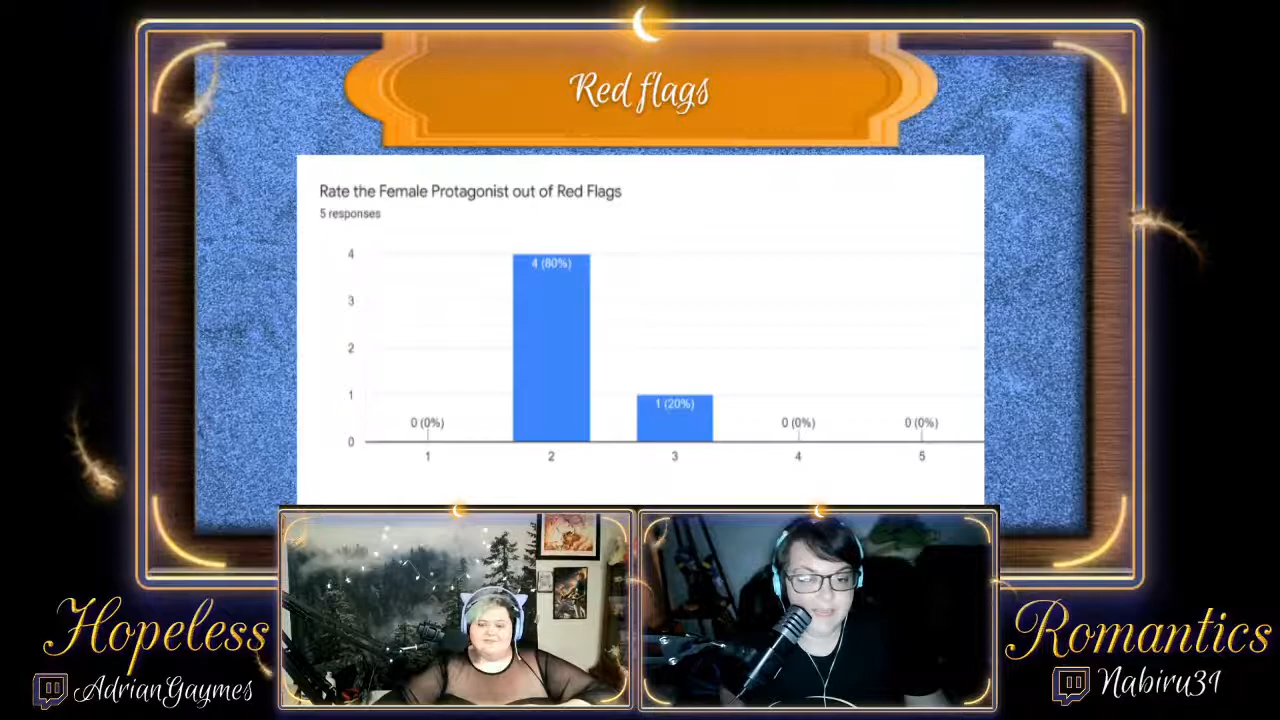 Red flags
Rate the Female Protagonist out of Red Flags
5 responses
4
3
2
1
0
0 (0%)
4 (80%)
1 (20%)
0 (0%)
0 (0%)
1
2
3
4
5
Hopeless
AdrianGaymes
Romantics
Nabiru31